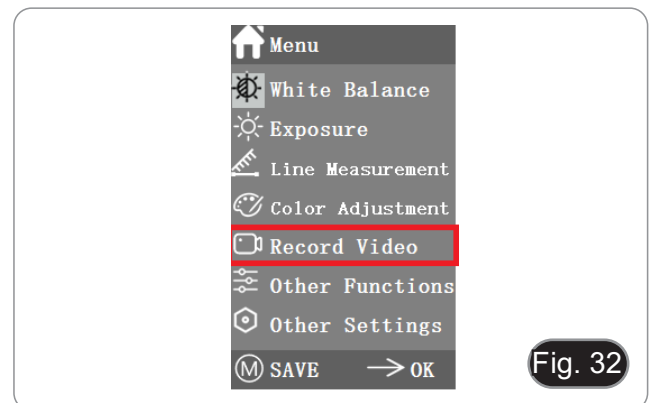 Menu
White Balance
Exposure
Line Measurement
Color Adjustment
Record Video
Other Functions
Other Settings
M SAVE → OK
Fig. 32